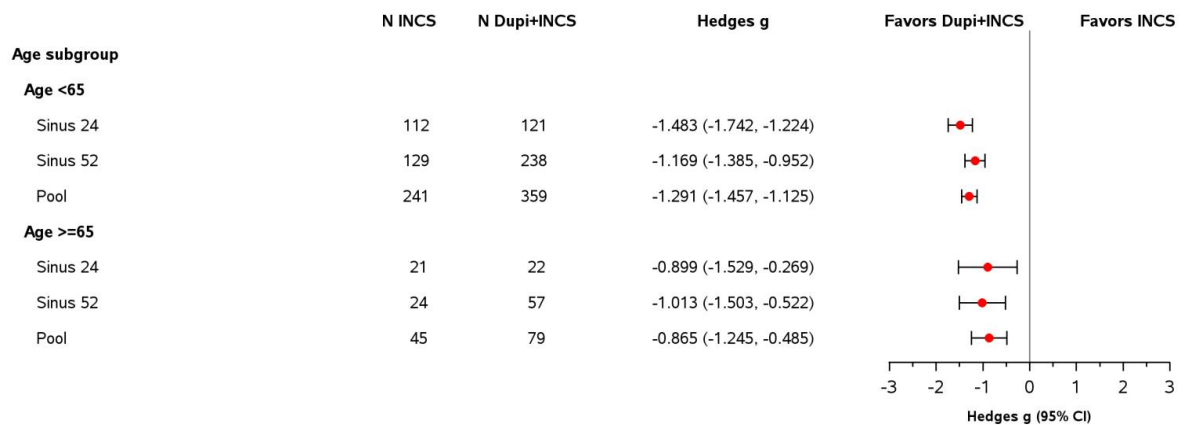 N INCS N Dupi+INCS Hedges g Favors Dupi+INCS Favors INCS
Age subgroup
Age <65
Sinus 24 112 121 -1.483 (-1.742, -1.224)
Sinus 52 129 238 -1.169 (-1.385, -0.952)
Pool 241 359 -1.291 (-1.457, -1.125)
Age >=65
Sinus 24 21 22 -0.899 (-1.529, -0.269)
Sinus 52 24 57 -1.013 (-1.503, -0.522)
Pool 45 79 -0.865 (-1.245, -0.485)
-3 -2 -1 0 1 2 3
Hedges g (95% CI)